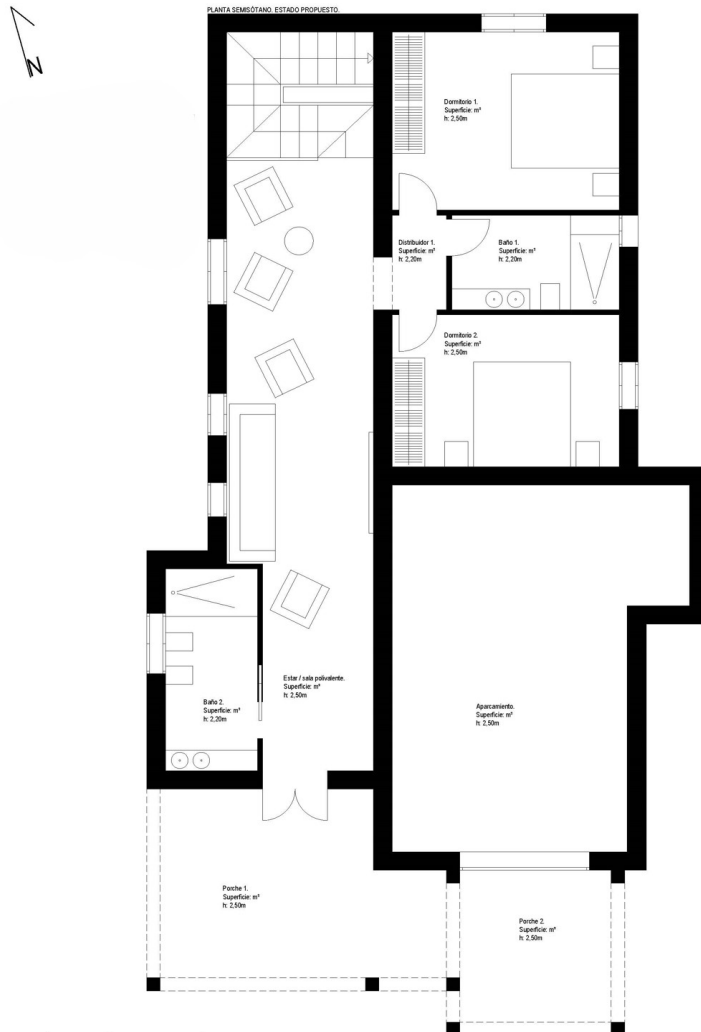 PLANTA SEMISÓTANO. ESTADO PROPUESTO.
N
Dormitorio 1.
Superficie: m²
h: 2,50m
Distribuidor 1.
Superficie: m²
h: 2,20m
Baño 1.
Superficie: m²
h: 2,20m
Dormitorio 2.
Superficie: m²
h: 2,50m
Estar / sala polivalente.
Superficie: m²
h: 2,50m
Baño 2.
Superficie: m²
h: 2,20m
Aparcamiento.
Superficie: m²
h: 2,50m
Porche 1.
Superficie: m²
h: 2,50m
Porche 2.
Superficie: m²
h: 2,50m